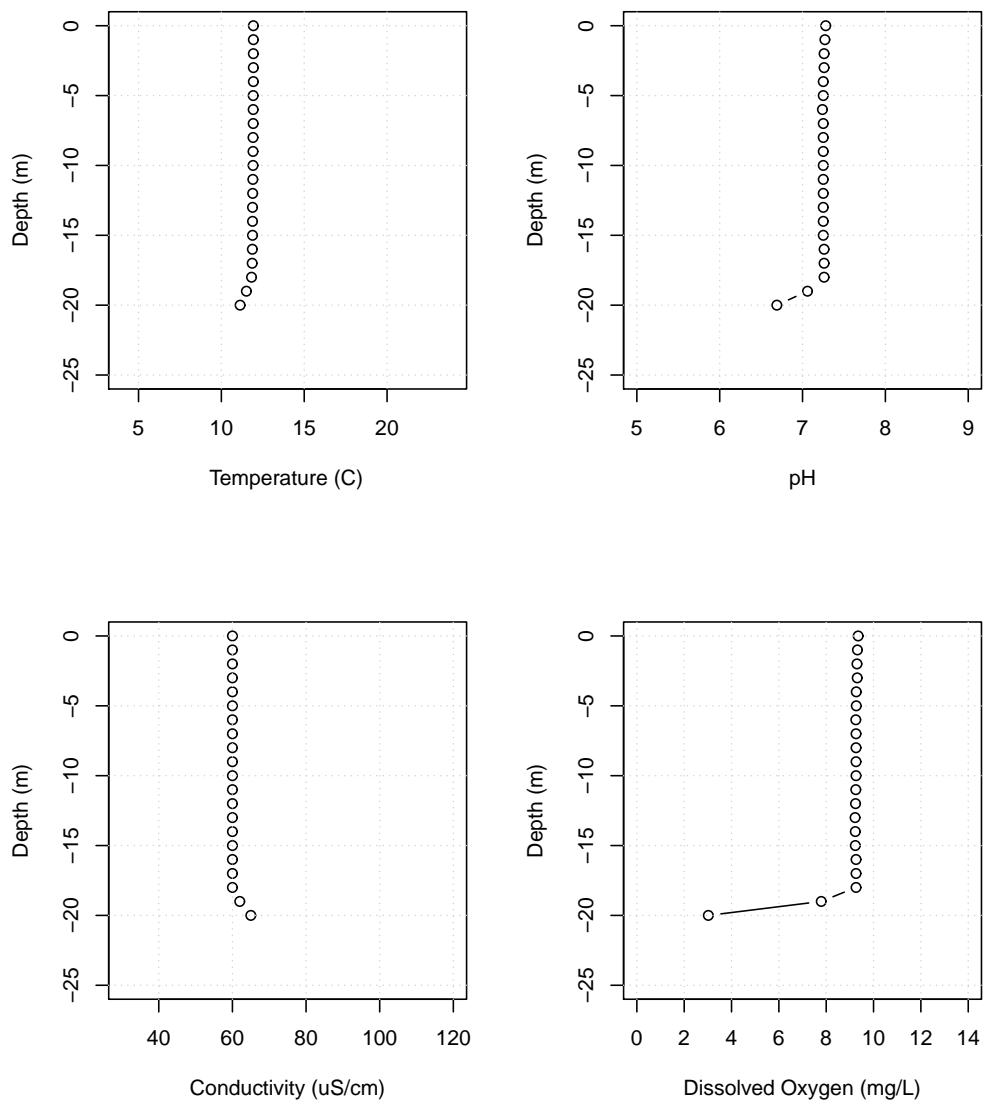 0
−5
−10
−15
−20
−25
Depth (m)
5 10 15 20
Temperature (C)
0
−5
−10
−15
−20
−25
Depth (m)
5 6 7 8 9
pH
0
−5
−10
−15
−20
−25
Depth (m)
40 60 80 100 120
Conductivity (uS/cm)
0
−5
−10
−15
−20
−25
Depth (m)
0 2 4 6 8 10 12 14
Dissolved Oxygen (mg/L)